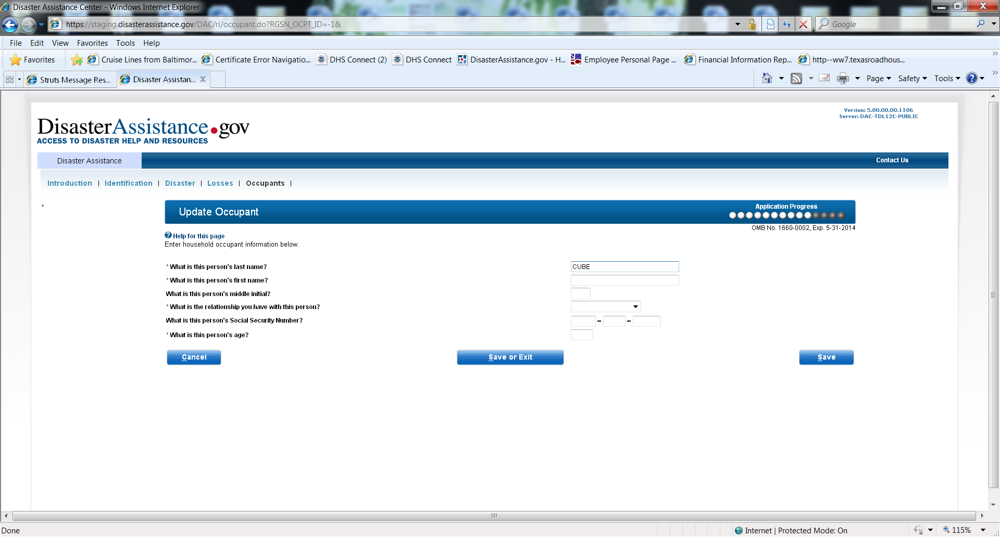 Disaster Assistance Center - Windows Internet Explorer
https://staging.disasterassistance.gov/DAC/ri/occupant.do?RGSN_OCPT_ID=-1& Google
File Edit View Favorites Tools Help
Favorites Cruise Lines from Baltimor... Certificate Error Navigatio... DHS Connect (2) DHS Connect DisasterAssistance.gov - H... Employee Personal Page ... Financial Information Rep... http--ww7.texasroadhous...
Struts Message Res... Disaster Assistan... Page Safety Tools
Version: 5.00.00.00.1106
Server: DAC-TDL12C-PUBLIC
DisasterAssistance.gov
ACCESS TO DISASTER HELP AND RESOURCES
Disaster Assistance Contact Us
Introduction | Identification | Disaster | Losses | Occupants |
Update Occupant
Application Progress
OMB No. 1660-0002, Exp. 5-31-2014
Help for this page
Enter household occupant information below.
* What is this person's last name? CUBE
* What is this person's first name?
What is this person's middle initial?
* What is the relationship you have with this person?
What is this person's Social Security Number? – –
* What is this person's age?
Cancel Save or Exit Save
Done Internet | Protected Mode: On 115%